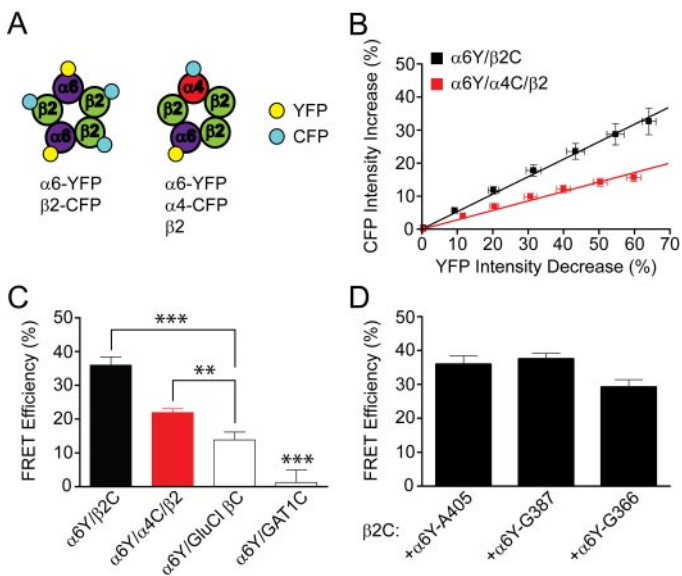 A
α6
β2
β2
α6
β2
α4
β2
β2
α6
β2
YFP
CFP
α6-YFP
β2-CFP
α6-YFP
α4-CFP
β2
B
CFP Intensity Increase (%)
40
30
20
10
0
α6Y/β2C
α6Y/α4C/β2
0 10 20 30 40 50 60 70
YFP Intensity Decrease (%)
C
FRET Efficiency (%)
50
40
30
20
10
0
***
**
***
α6Y/β2C
α6Y/α4C/β2
α6Y/GluCl βC
α6Y/GAT1C
D
FRET Efficiency (%)
50
40
30
20
10
0
β2C:
+α6Y-A405
+α6Y-G387
+α6Y-G366